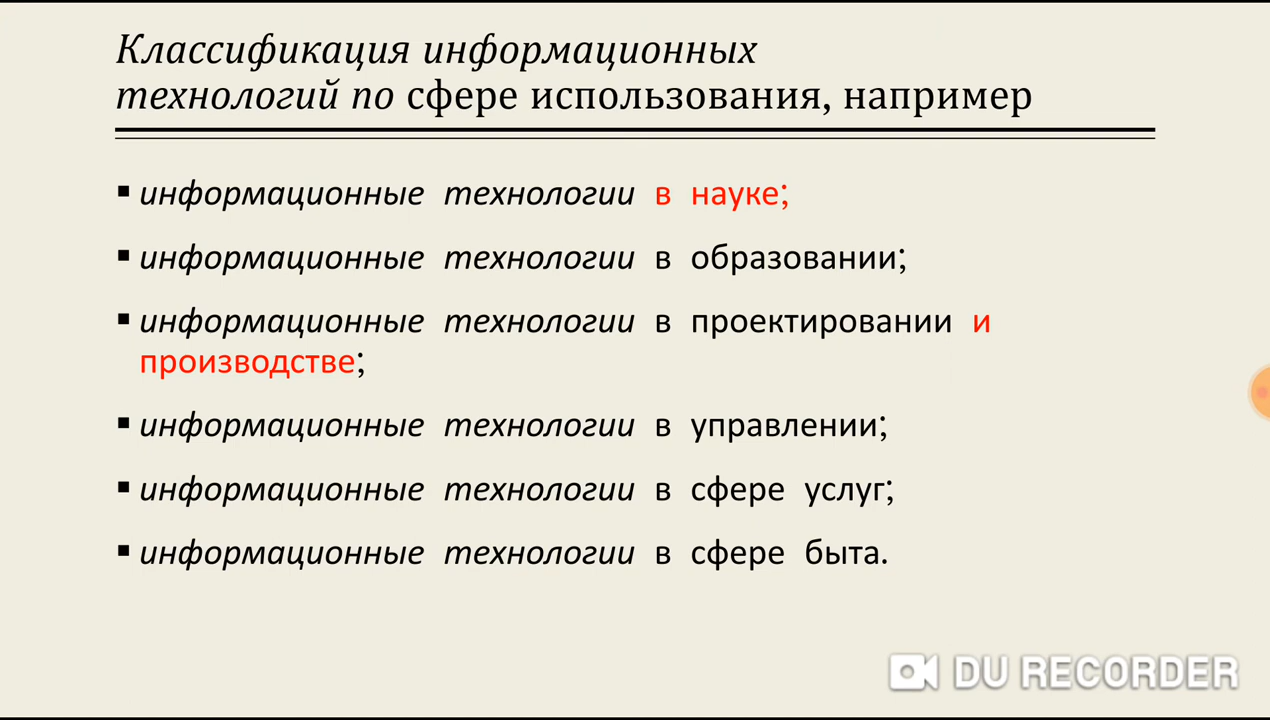 Классификация информационных
технологий по сфере использования, например
информационные технологии в науке;
информационные технологии в образовании;
информационные технологии в проектировании и
производстве;
информационные технологии в управлении;
информационные технологии в сфере услуг;
информационные технологии в сфере быта.
DU RECORDER